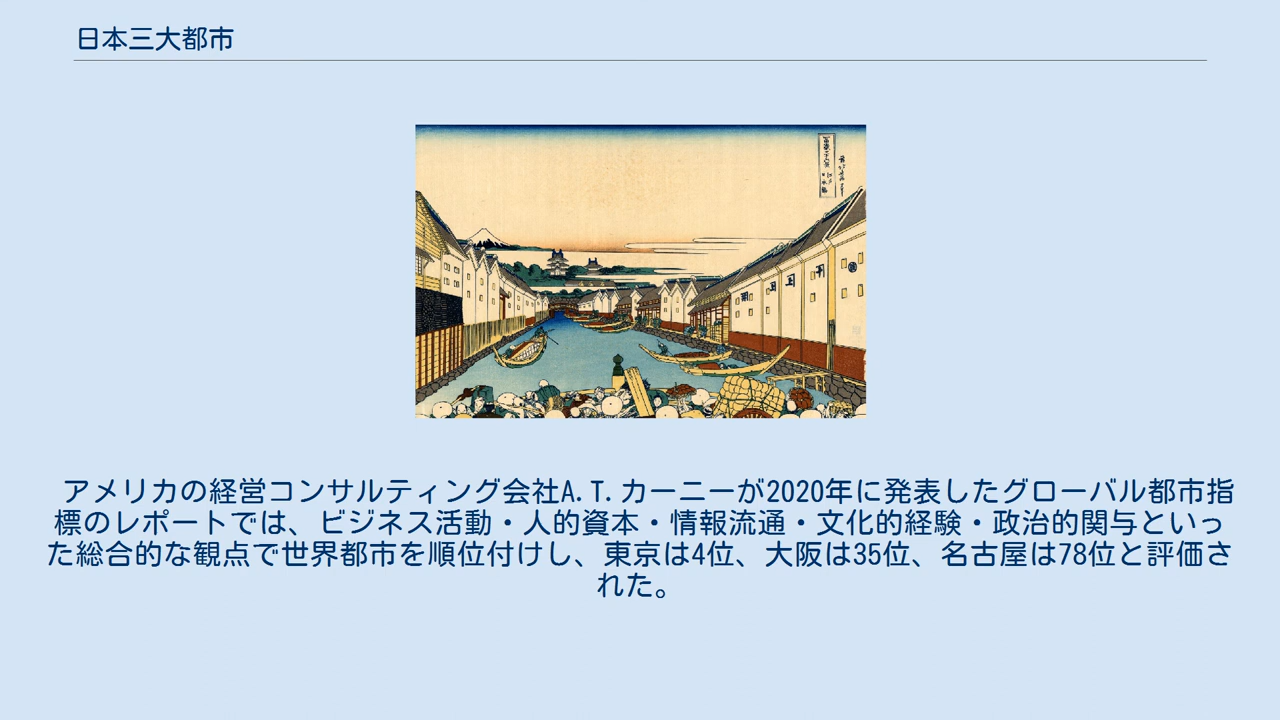 日本三大都市
アメリカの経営コンサルティング会社A.T.カーニーが2020年に発表したグローバル都市指
標のレポートでは、ビジネス活動・人的資本・情報流通・文化的経験・政治的関与といっ
た総合的な観点で世界都市を順位付けし、東京は4位、大阪は35位、名古屋は78位と評価さ
れた。